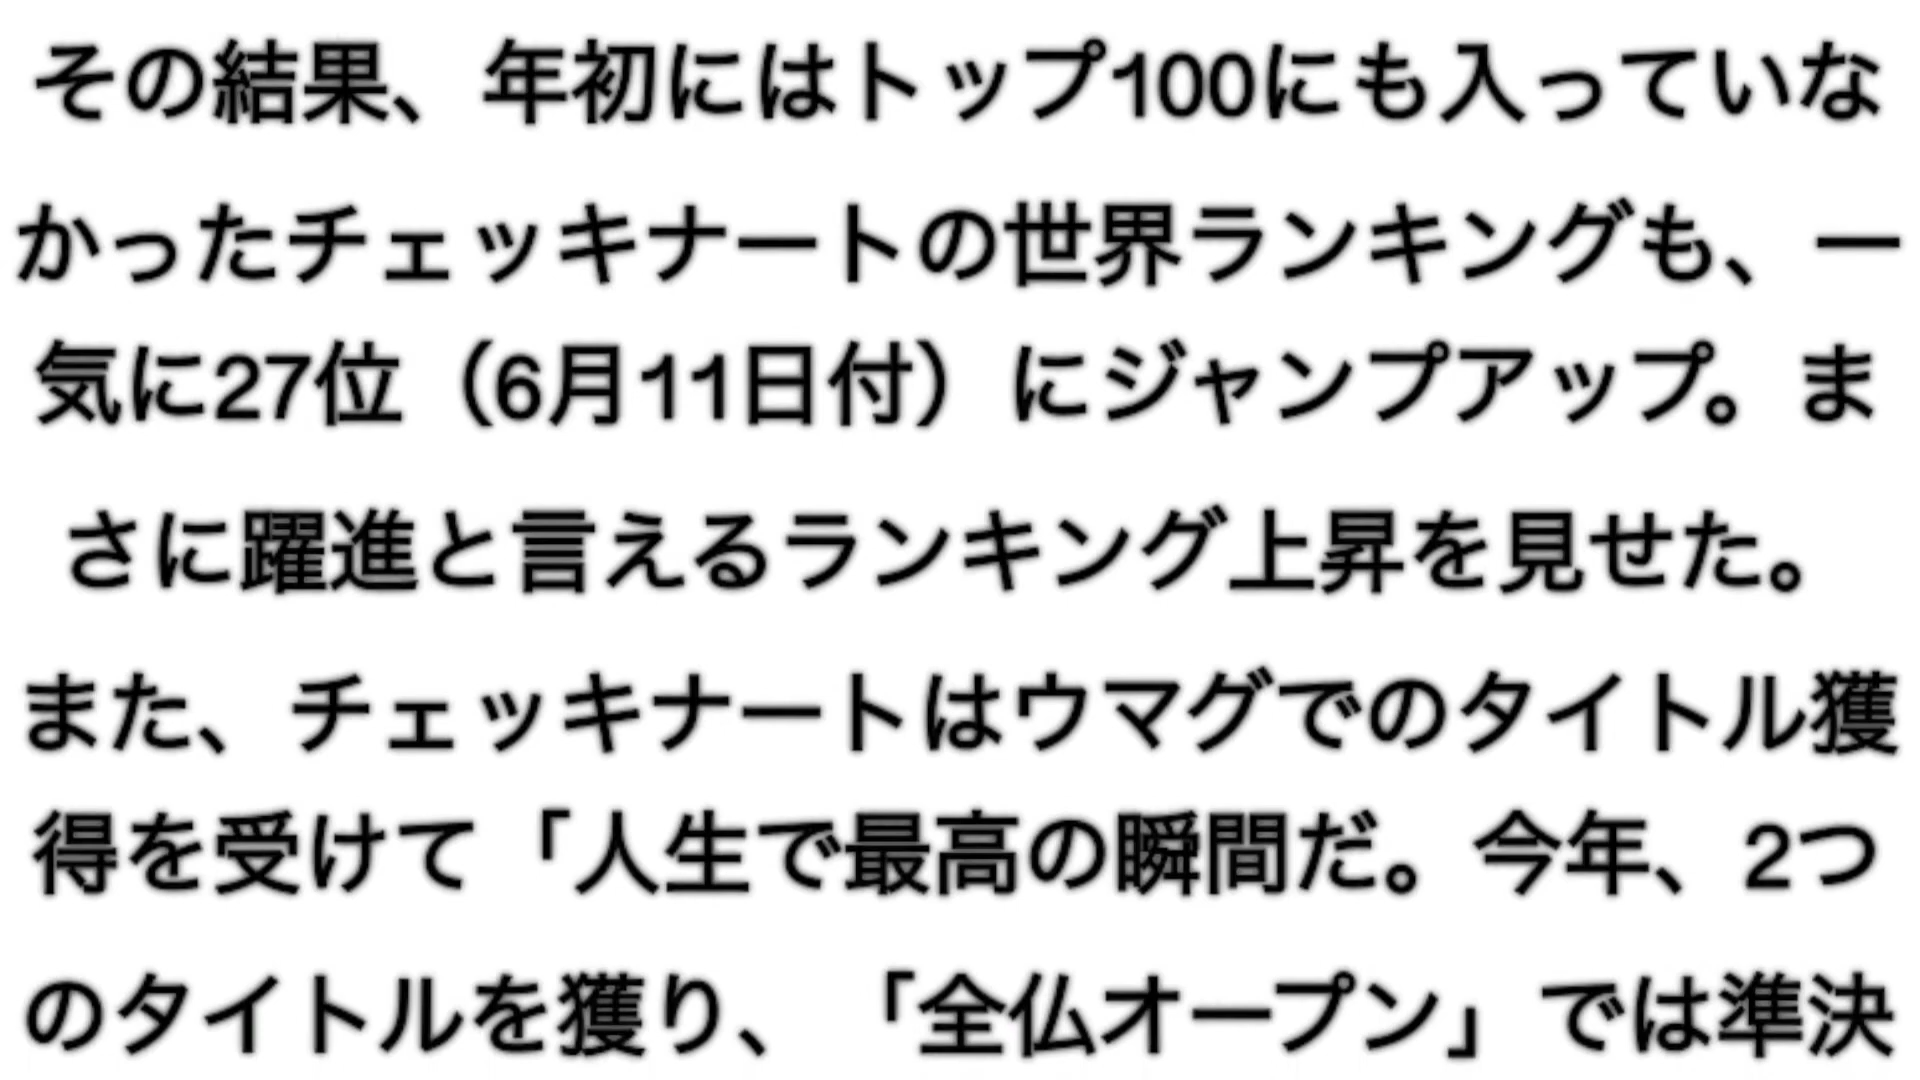 その結果、年初にはトップ100にも入っていな
かったチェッキナートの世界ランキングも、一
気に27位（6月11日付）にジャンプアップ。ま
さに躍進と言えるランキング上昇を見せた。
また、チェッキナートはウマグでのタイトル獲
得を受けて「人生で最高の瞬間だ。今年、2つ
のタイトルを獲り、「全仏オープン」では準決